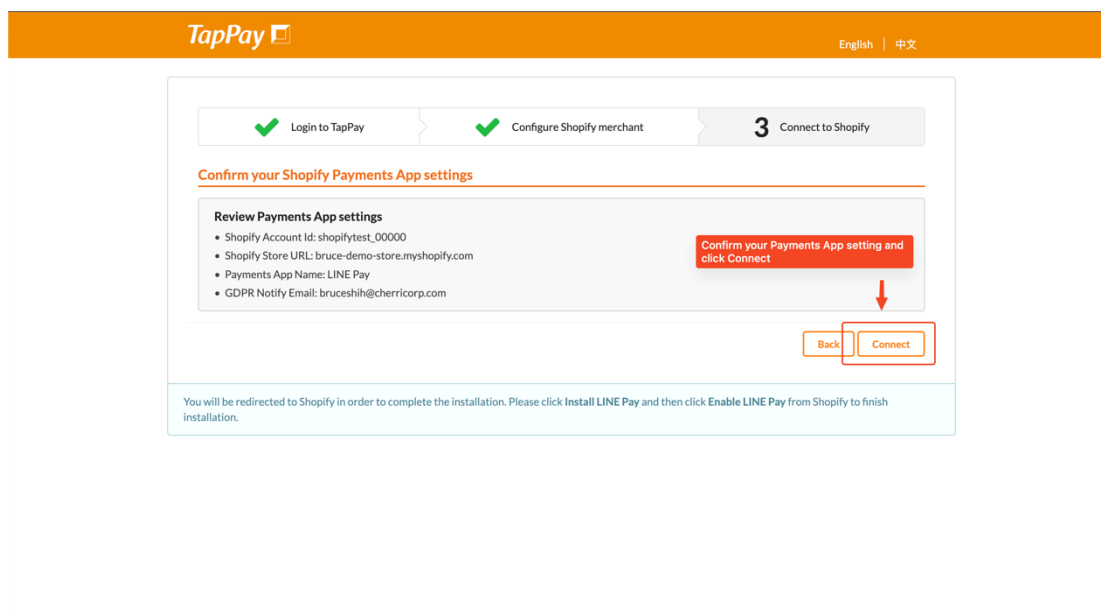 TapPay
English | 中文
Login to TapPay
Configure Shopify merchant
3 Connect to Shopify
Confirm your Shopify Payments App settings
Review Payments App settings
• Shopify Account Id: shopifytest_00000
• Shopify Store URL: bruce-demo-store.myshopify.com
• Payments App Name: LINE Pay
• GDPR Notify Email: bruceshih@cherricorp.com
Confirm your Payments App setting and
click Connect
Back
Connect
You will be redirected to Shopify in order to complete the installation. Please click Install LINE Pay and then click Enable LINE Pay from Shopify to finish
installation.